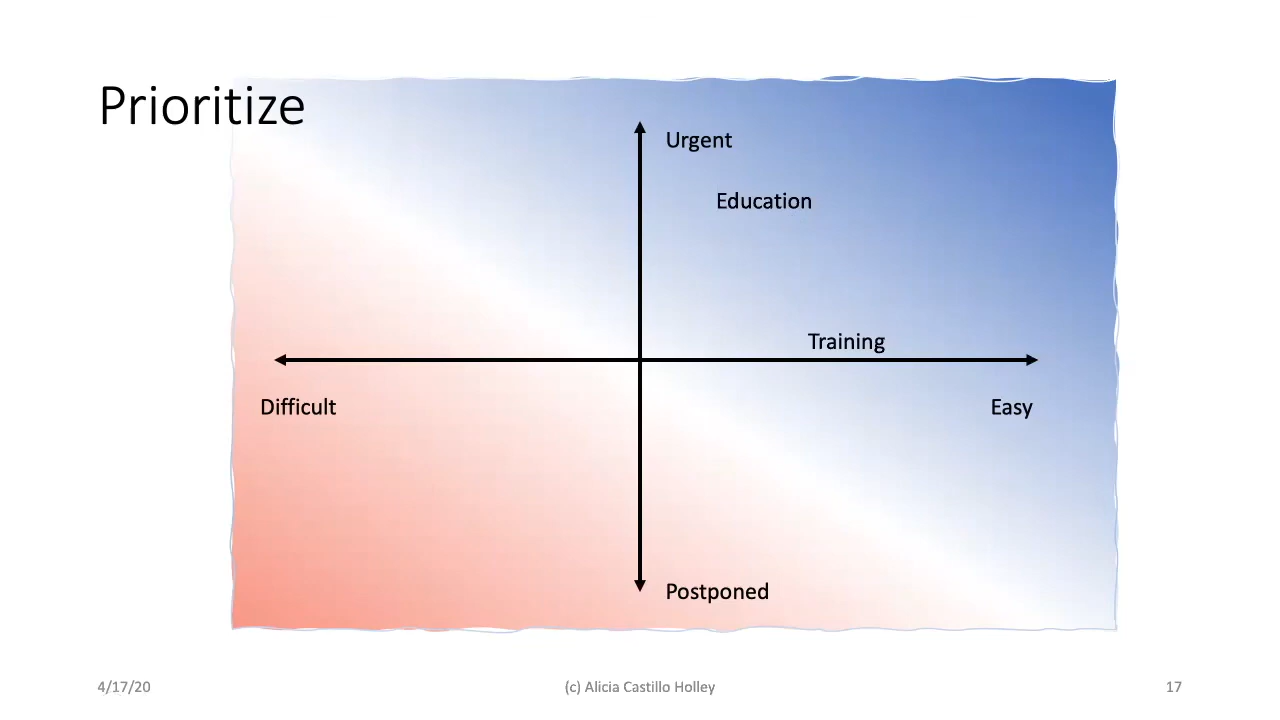 Prioritize
Urgent
Education
Training
Difficult
Easy
Postponed
4/17/20
(c) Alicia Castillo Holley
17